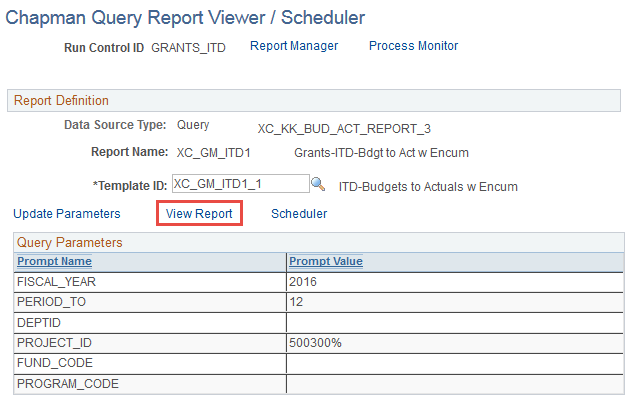 Chapman Query Report Viewer / Scheduler
Run Control ID GRANTS_ITD Report Manager Process Monitor
Report Definition
Data Source Type: Query XC_KK_BUD_ACT_REPORT_3
Report Name: XC_GM_ITD1 Grants-ITD-Bdgt to Act w Encum
*Template ID: XC_GM_ITD1_1 ITD-Budgets to Actuals w Encum
Update Parameters View Report Scheduler
Query Parameters
Prompt Name Prompt Value
FISCAL_YEAR 2016
PERIOD_TO 12
DEPTID
PROJECT_ID 500300%
FUND_CODE
PROGRAM_CODE